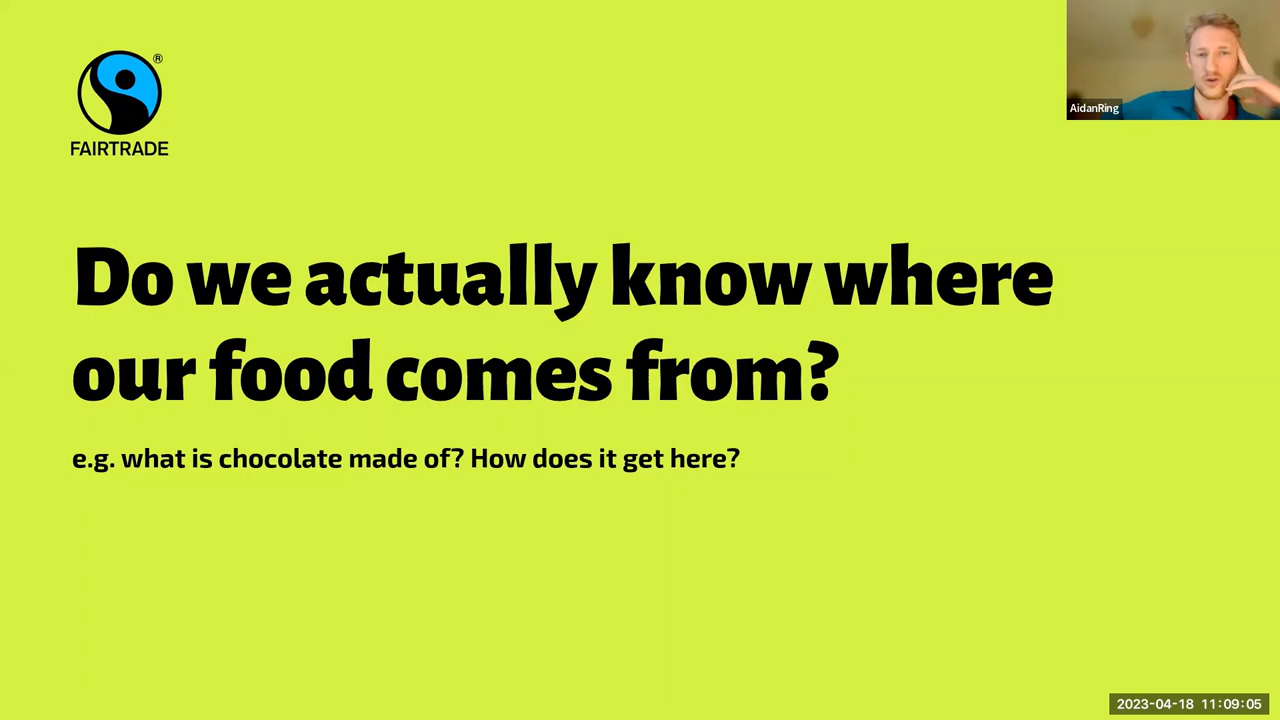 ®
FAIRTRADE
AidanRing
Do we actually know where
our food comes from?
e.g. what is chocolate made of? How does it get here?
2023-04-18 11:09:05